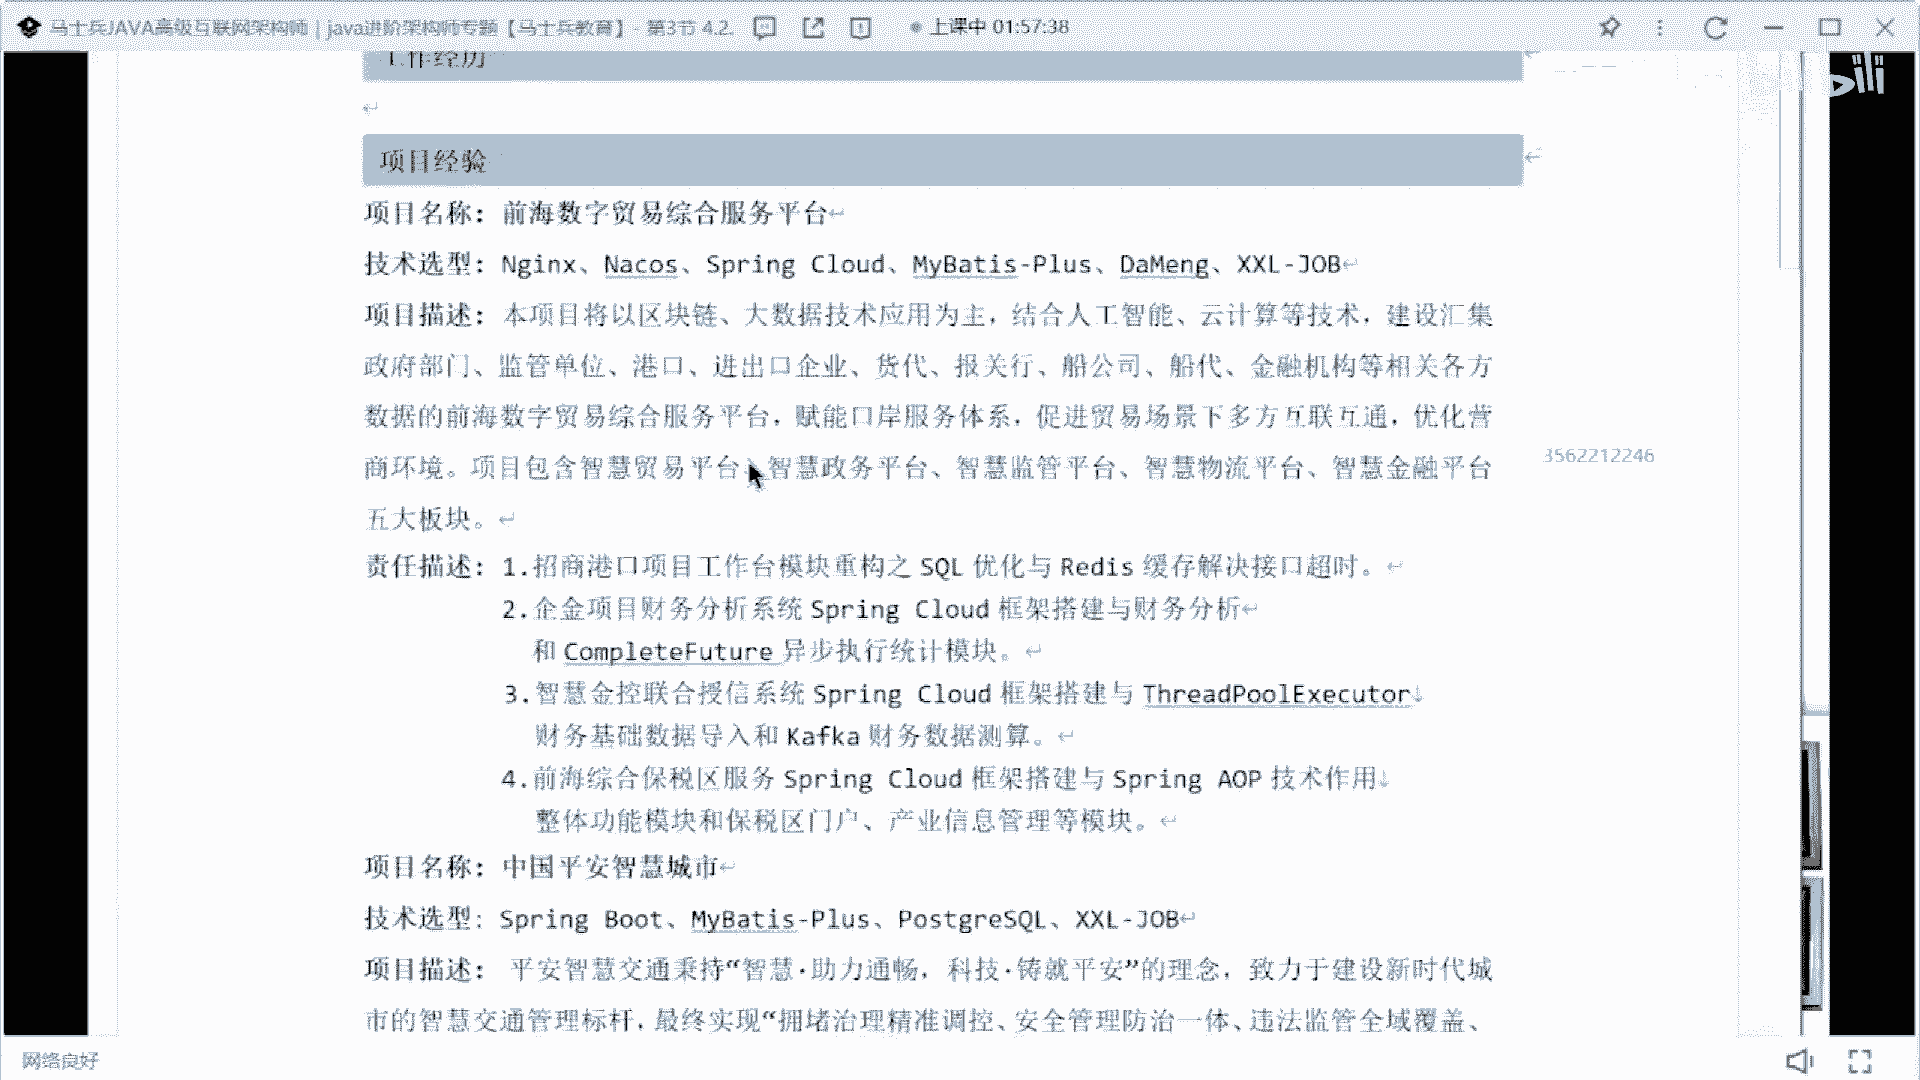 马士兵JAVA高级互联网架构师 | java进阶架构师专题【马士兵教育】- 第3节 4.2.
上课中 01:57:38
工作经历
项目经验
项目名称：前海数字贸易综合服务平台
技术选型：Nginx、Nacos、Spring Cloud、MyBatis-Plus、DaMeng、XXL-JOB
项目描述：本项目将以区块链、大数据技术应用为主，结合人工智能、云计算等技术，建设汇集
政府部门、监管单位、港口、进出口企业、货代、报关行、船公司、船代、金融机构等相关各方
数据的前海数字贸易综合服务平台，赋能口岸服务体系，促进贸易场景下多方互联互通，优化营
商环境。项目包含智慧贸易平台、智慧政务平台、智慧监管平台、智慧物流平台、智慧金融平台
3562212246
五大板块。
责任描述：1.招商港口项目工作台模块重构之 SQL 优化与 Redis 缓存解决接口超时。
2.企金项目财务分析系统 Spring Cloud 框架搭建与财务分析
和 CompleteFuture 异步执行统计模块。
3.智慧金控联合授信系统 Spring Cloud 框架搭建与 ThreadPoolExecutor
财务基础数据导入和 Kafka 财务数据测算。
4.前海综合保税区服务 Spring Cloud 框架搭建与 Spring AOP 技术作用
整体功能模块和保税区门户、产业信息管理等模块。
项目名称：中国平安智慧城市
技术选型：Spring Boot、MyBatis-Plus、PostgreSQL、XXL-JOB
项目描述： 平安智慧交通秉持“智慧·助力通畅，科技·铸就平安”的理念，致力于建设新时代城
市的智慧交通管理标杆，最终实现“拥堵治理精准调控、安全管理防治一体、违法监管全域覆盖、
网络良好